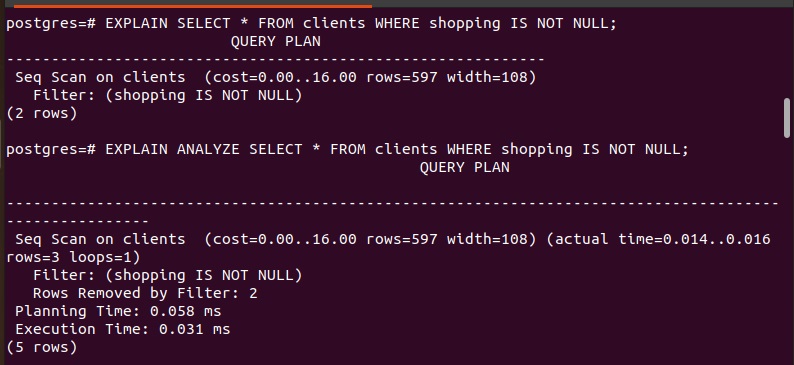 postgres=# EXPLAIN SELECT * FROM clients WHERE shopping IS NOT NULL;
                         QUERY PLAN
------------------------------------------------------------
 Seq Scan on clients  (cost=0.00..16.00 rows=597 width=108)
   Filter: (shopping IS NOT NULL)
(2 rows)

postgres=# EXPLAIN ANALYZE SELECT * FROM clients WHERE shopping IS NOT NULL;
                                              QUERY PLAN

--------------------------------------------------------------------------------------
----------------
 Seq Scan on clients  (cost=0.00..16.00 rows=597 width=108) (actual time=0.014..0.016
rows=3 loops=1)
   Filter: (shopping IS NOT NULL)
   Rows Removed by Filter: 2
 Planning Time: 0.058 ms
 Execution Time: 0.031 ms
(5 rows)